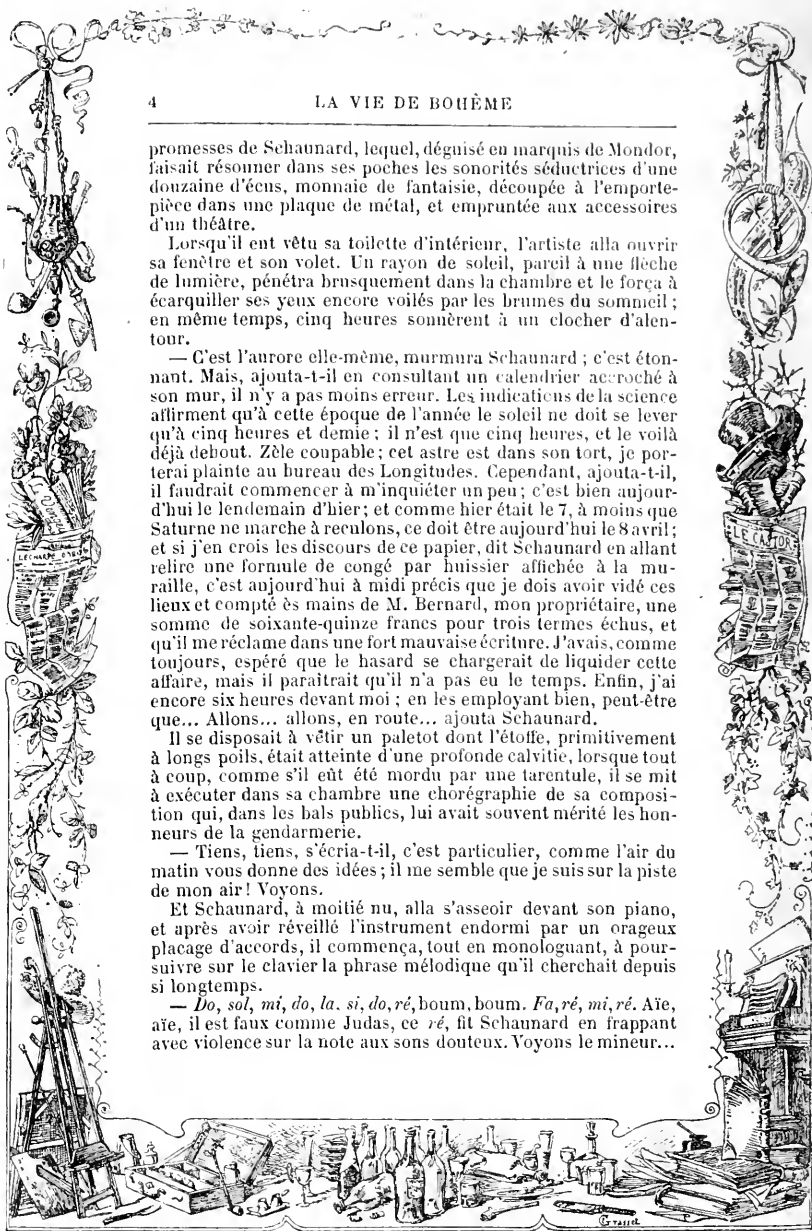 4
LA VIE DE BOHÊME
promesses de Schaunard, lequel, déguisé en marquis de Mondor,
faisait résonner dans ses poches les sonorités séductrices d'une
douzaine d'écus, monnaie de fantaisie, découpée à l'emporte-
pièce dans une plaque de métal, et empruntée aux accessoires
d'un théâtre.
Lorsqu'il eut vêtu sa toilette d'intérieur, l'artiste alla ouvrir
sa fenêtre et son volet. Un rayon de soleil, pareil à une flèche
de lumière, pénétra brusquement dans la chambre et le força à
écarquiller ses yeux encore voilés par les brumes du sommeil ;
en même temps, cinq heures sonnèrent à un clocher d'alen-
tour.
— C'est l'aurore elle-même, murmura Schaunard ; c'est éton-
nant. Mais, ajouta-t-il en consultant un calendrier accroché à
son mur, il n'y a pas moins erreur. Les indications de la science
affirment qu'à cette époque de l'année le soleil ne doit se lever
qu'à cinq heures et demie ; il n'est que cinq heures, et le voilà
déjà debout. Zèle coupable ; cet astre est dans son tort, je por-
terai plainte au bureau des Longitudes. Cependant, ajouta-t-il,
il faudrait commencer à m'inquiéter un peu ; c'est bien aujour-
d'hui le lendemain d'hier ; et comme hier était le 7, à moins que
Saturne ne marche à reculons, ce doit être aujourd'hui le 8 avril ;
et si j'en crois les discours de ce papier, dit Schaunard en allant
relire une formule de congé par huissier affichée à la mu-
raille, c'est aujourd'hui à midi précis que je dois avoir vidé ces
lieux et compté ès mains de M. Bernard, mon propriétaire, une
somme de soixante-quinze francs pour trois termes échus, et
qu'il me réclame dans une fort mauvaise écriture. J'avais, comme
toujours, espéré que le hasard se chargerait de liquider cette
affaire, mais il paraîtrait qu'il n'a pas eu le temps. Enfin, j'ai
encore six heures devant moi ; en les employant bien, peut-être
que... Allons... allons, en route... ajouta Schaunard.
Il se disposait à vêtir un paletot dont l'étoffe, primitivement
à longs poils, était atteinte d'une profonde calvitie, lorsque tout
à coup, comme s'il eût été mordu par une tarentule, il se mit
à exécuter dans sa chambre une chorégraphie de sa composi-
tion qui, dans les bals publics, lui avait souvent mérité les hon-
neurs de la gendarmerie.
— Tiens, tiens, s'écria-t-il, c'est particulier, comme l'air du
matin vous donne des idées ; il me semble que je suis sur la piste
de mon air ! Voyons.
Et Schaunard, à moitié nu, alla s'asseoir devant son piano,
et après avoir réveillé l'instrument endormi par un orageux
placage d'accords, il commença, tout en monologuant, à pour-
suivre sur le clavier la phrase mélodique qu'il cherchait depuis
si longtemps.
— Do, sol, mi, do, la, si, do, ré, boum, boum. Fa, ré, mi, ré. Aïe,
aïe, il est faux comme Judas, ce ré, fit Schaunard en frappant
avec violence sur la note aux sons douteux. Voyons le mineur...
LE CASTOR
Grasset